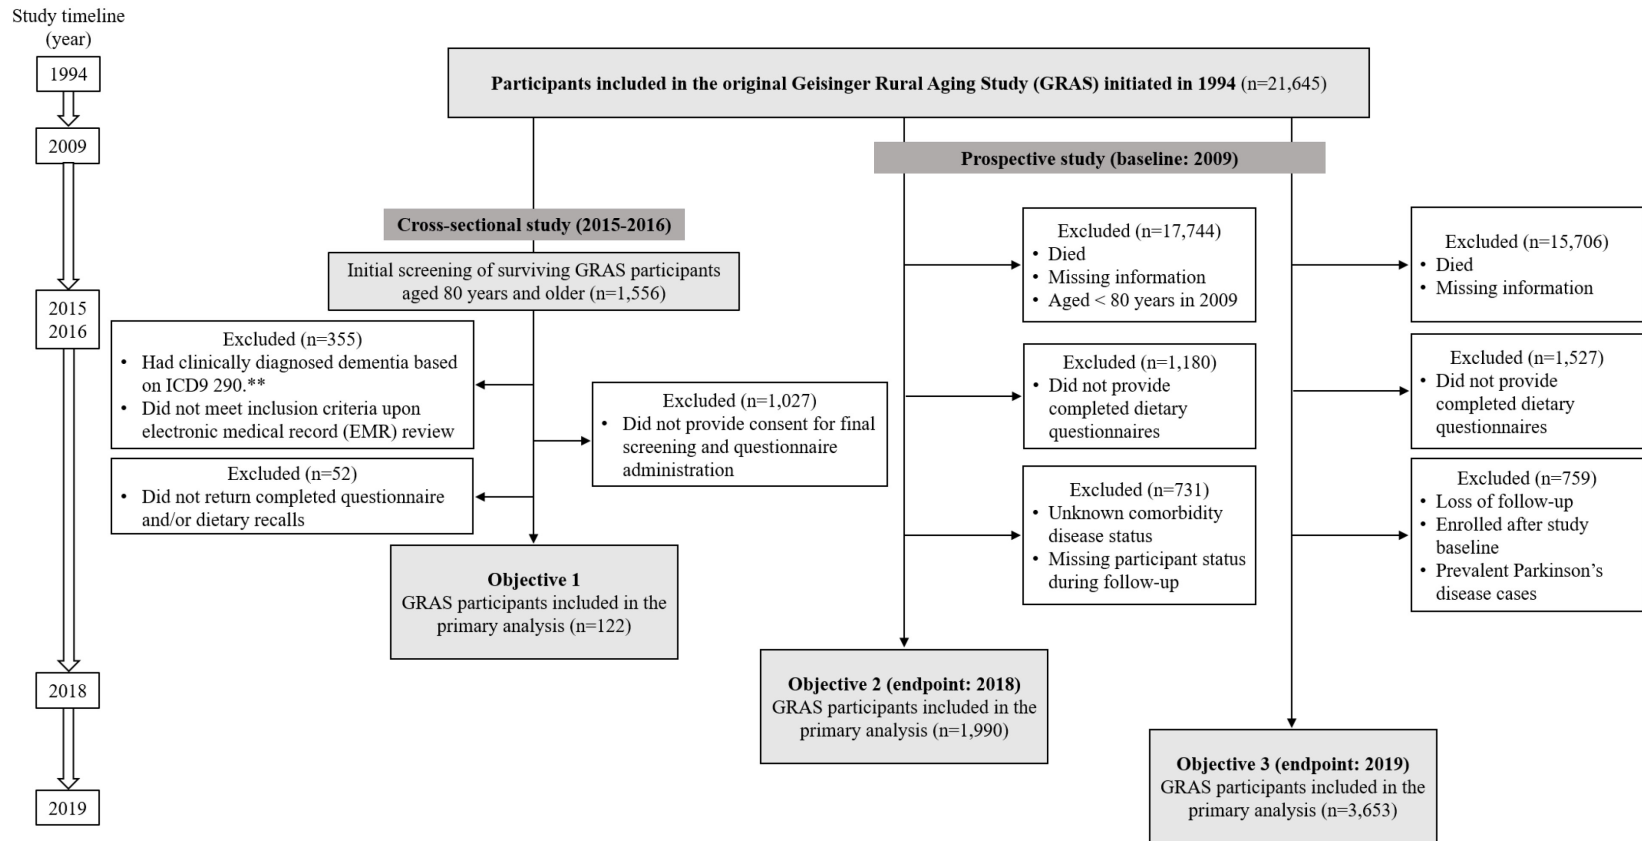 Study timeline
(year)
1994
2009
2015
2016
2018
2019
Participants included in the original Geisinger Rural Aging Study (GRAS) initiated in 1994 (n=21,645)
Cross-sectional study (2015-2016)
Initial screening of surviving GRAS participants
aged 80 years and older (n=1,556)
Excluded (n=355)
• Had clinically diagnosed dementia based
on ICD9 290.**
• Did not meet inclusion criteria upon
electronic medical record (EMR) review
Excluded (n=1,027)
• Did not provide consent for final
screening and questionnaire
administration
Excluded (n=52)
• Did not return completed questionnaire
and/or dietary recalls
Objective 1
GRAS participants included in the
primary analysis (n=122)
Prospective study (baseline: 2009)
Excluded (n=17,744)
• Died
• Missing information
• Aged < 80 years in 2009
Excluded (n=1,180)
• Did not provide
completed dietary
questionnaires
Excluded (n=731)
• Unknown comorbidity
disease status
• Missing participant status
during follow-up
Objective 2 (endpoint: 2018)
GRAS participants included in the
primary analysis (n=1,990)
Excluded (n=15,706)
• Died
• Missing information
Excluded (n=1,527)
• Did not provide
completed dietary
questionnaires
Excluded (n=759)
• Loss of follow-up
• Enrolled after study
baseline
• Prevalent Parkinson's
disease cases
Objective 3 (endpoint: 2019)
GRAS participants included in the
primary analysis (n=3,653)